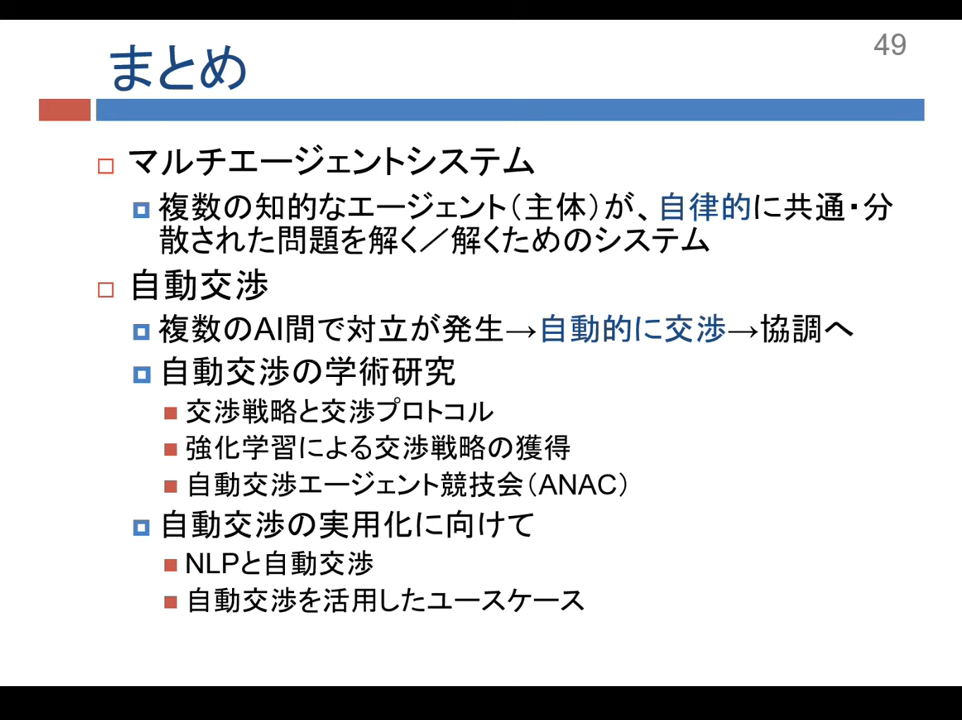 49
まとめ
マルチエージェントシステム
複数の知的なエージェント（主体）が、自律的に共通・分
散された問題を解く／解くためのシステム
自動交渉
複数のAI間で対立が発生→自動的に交渉→協調へ
自動交渉の学術研究
交渉戦略と交渉プロトコル
強化学習による交渉戦略の獲得
自動交渉エージェント競技会（ANAC）
自動交渉の実用化に向けて
NLPと自動交渉
自動交渉を活用したユースケース